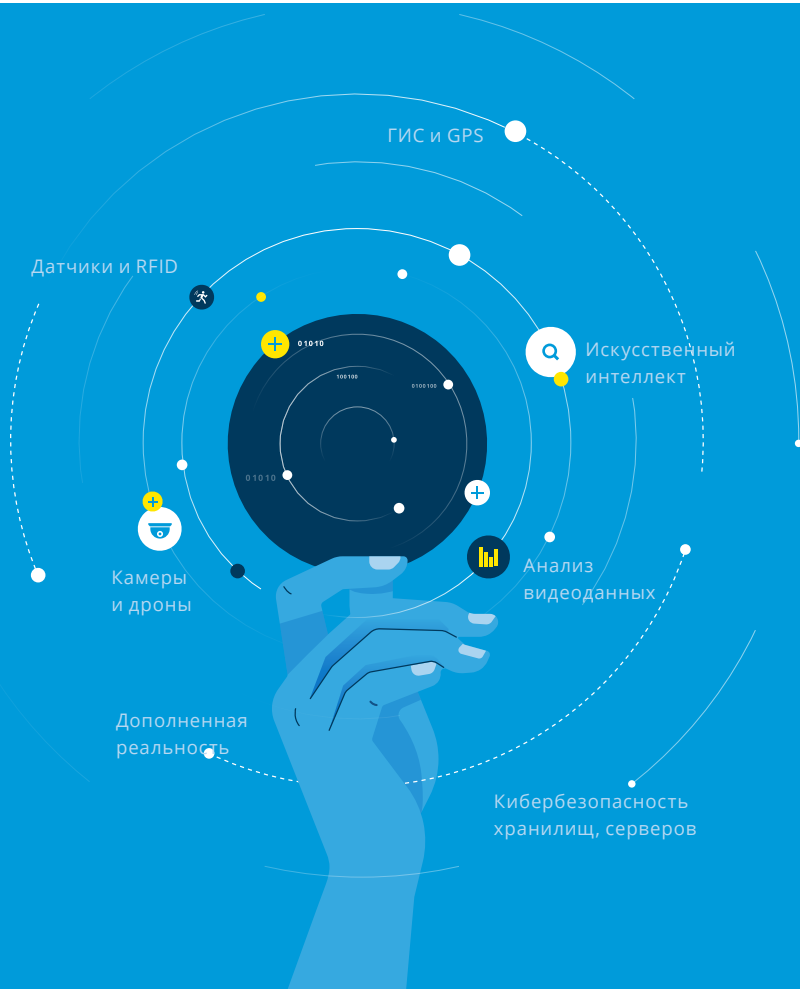 ГИС и GPS
Датчики и RFID
01010
Искусственный
интеллект
100100
0100100
01010
Анализ
видеоданных
Камеры
и дроны
Дополненная
реальность
Кибербезопасность
хранилищ, серверов